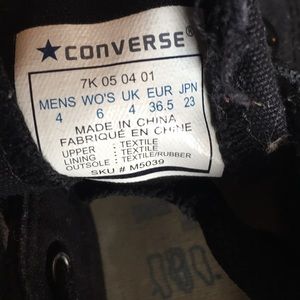 CONVERSE
7K 05 04 01
MENS WO'S UK EUR JPN
4 6 4 36.5 23
MADE IN CHINA
FABRIQUÉ EN CHINE
UPPER : TEXTILE
LINING : TEXTILE
OUTSOLE : TEXTILE/RUBBER
SKU # M5039